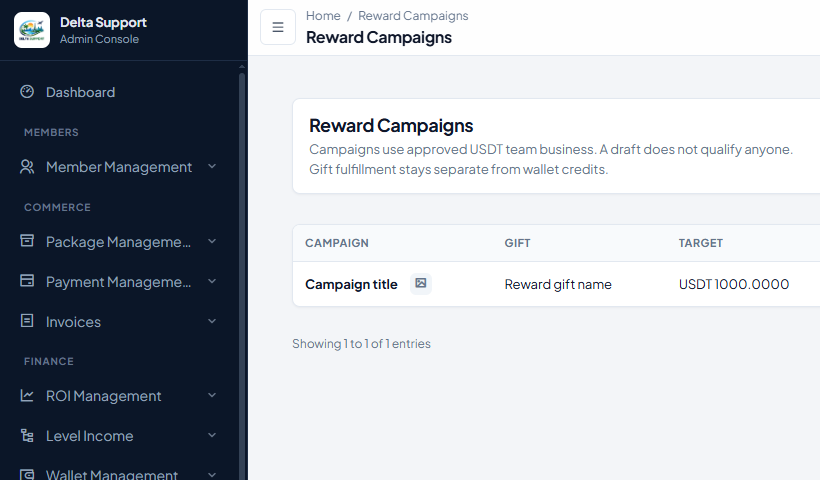 Delta Support
Admin Console
Dashboard
MEMBERS
Member Management
COMMERCE
Package Manageme...
Payment Manageme...
Invoices
FINANCE
ROI Management
Level Income
Wallet Management
Home / Reward Campaigns
Reward Campaigns
Reward Campaigns
Campaigns use approved USDT team business. A draft does not qualify anyone.
Gift fulfillment stays separate from wallet credits.
CAMPAIGN GIFT TARGET
Campaign title Reward gift name USDT 1000.0000
Showing 1 to 1 of 1 entries